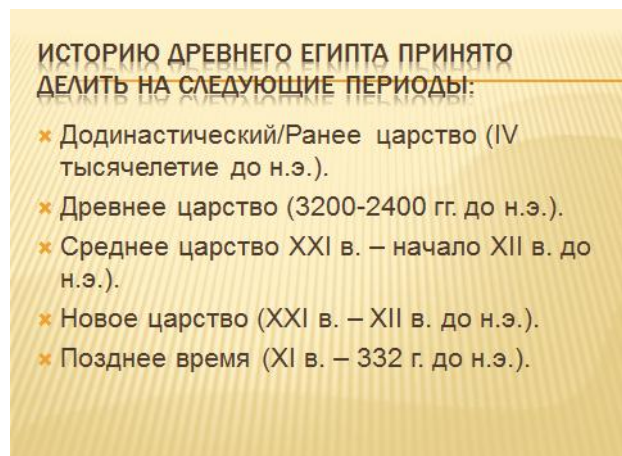 ИСТОРИЮ ДРЕВНЕГО ЕГИПТА ПРИНЯТО
ДЕЛИТЬ НА СЛЕДУЮЩИЕ ПЕРИОДЫ:
Додинастический/Ранее царство (IV
тысячелетие до н.э.).
Древнее царство (3200-2400 гг. до н.э.).
Среднее царство XXI в. – начало XII в. до
н.э.).
Новое царство (XXI в. – XII в. до н.э.).
Позднее время (XI в. – 332 г. до н.э.).